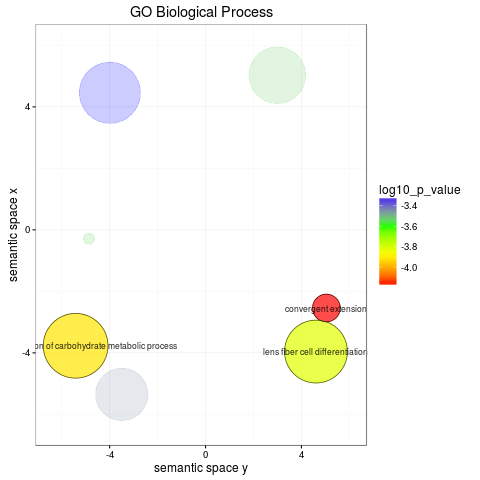 GO Biological Process
semantic space x
4
0
-4
convergent extension
on of carbohydrate metabolic process
lens fiber cell differentiation
-4
0
4
semantic space y
log10_p_value
-3.4
-3.6
-3.8
-4.0